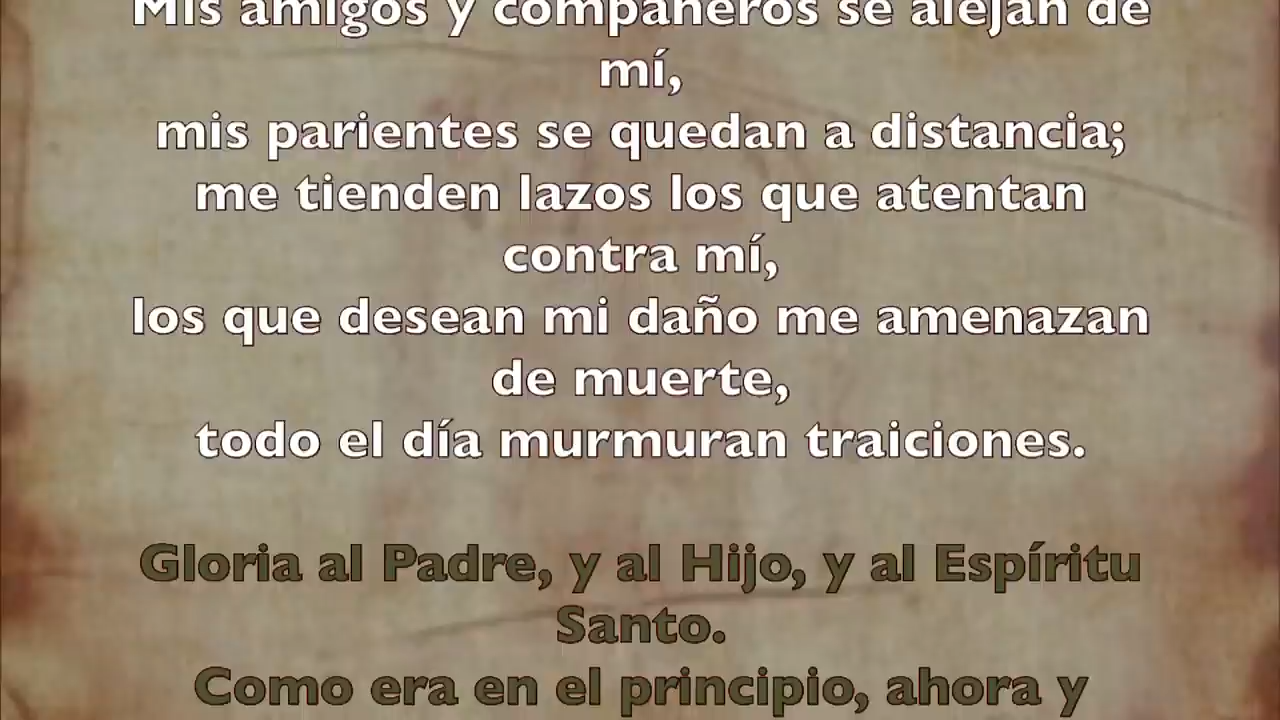 Mis amigos y compañeros se alejan de
mí,
mis parientes se quedan a distancia;
me tienden lazos los que atentan
contra mí,
los que desean mi daño me amenazan
de muerte,
todo el día murmuran traiciones.
Gloria al Padre, y al Hijo, y al Espíritu
Santo.
Como era en el principio, ahora y